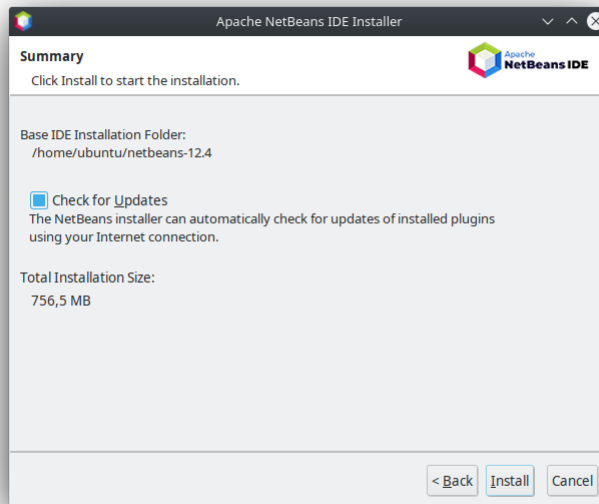 Apache NetBeans IDE Installer
Summary
Click Install to start the installation.
Apache
NetBeans IDE
Base IDE Installation Folder:
/home/ubuntu/netbeans-12.4
Check for Updates
The NetBeans installer can automatically check for updates of installed plugins
using your Internet connection.
Total Installation Size:
756,5 MB
< Back Install Cancel